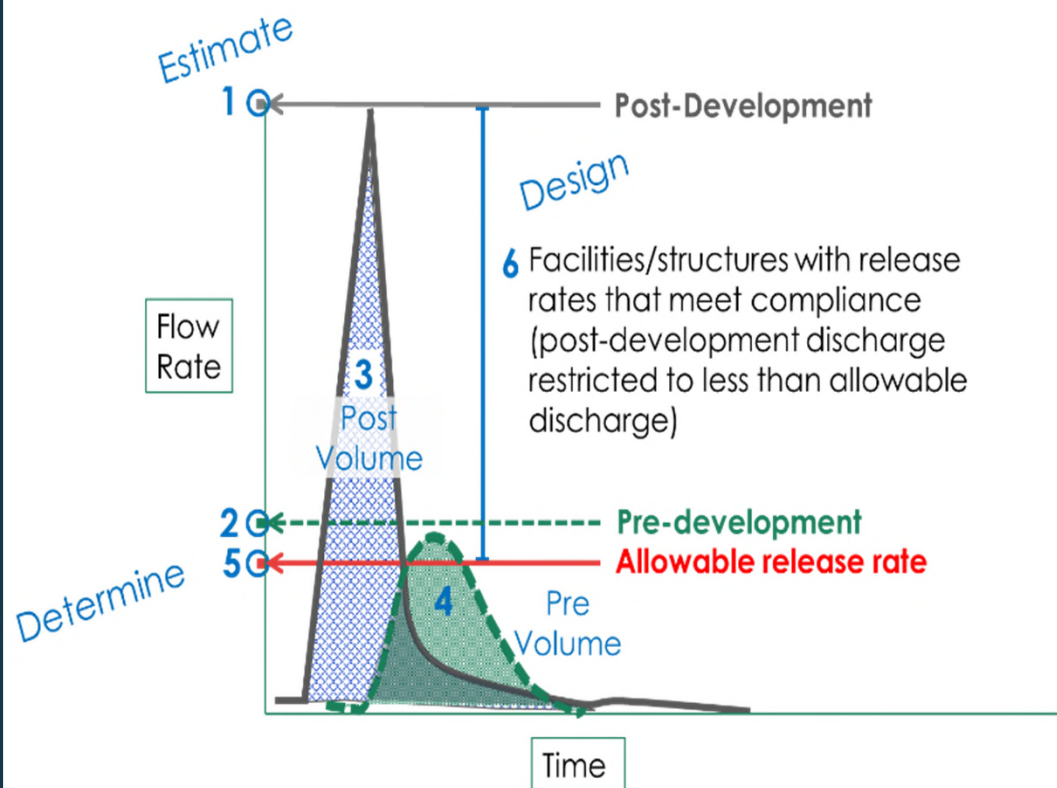 Estimate
1
Post-Development
Design
6 Facilities/structures with release
rates that meet compliance
(post-development discharge
restricted to less than allowable
discharge)
Flow
Rate
3
Post
Volume
2
Pre-development
5
Allowable release rate
Determine
4
Pre
Volume
Time